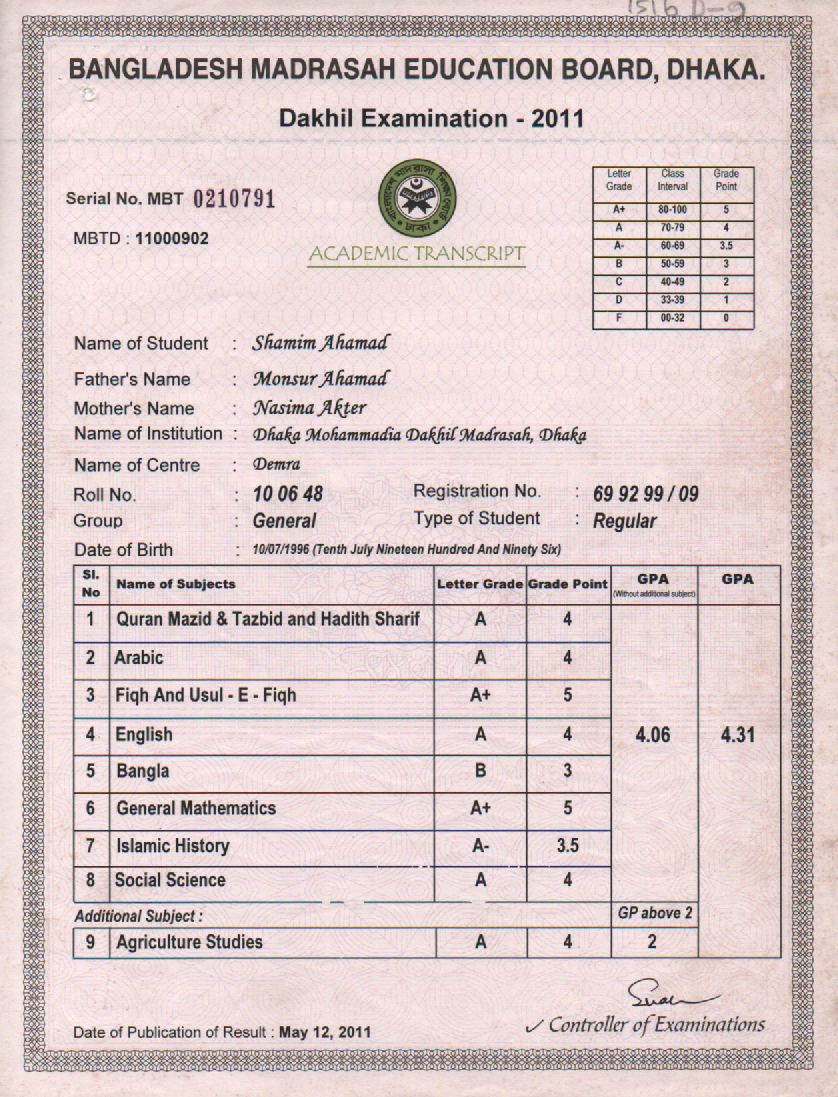 1516 D-9
BANGLADESH MADRASAH EDUCATION BOARD, DHAKA.
Dakhil Examination - 2011
Serial No. MBT 0210791
MBTD : 11000902
ঢাকা
ACADEMIC TRANSCRIPT
Letter Grade Class Interval Grade Point
A+ 80-100 5
A 70-79 4
A- 60-69 3.5
B 50-59 3
C 40-49 2
D 33-39 1
F 00-32 0
Name of Student : Shamim Ahamad
Father's Name : Monsur Ahamad
Mother's Name : Nasima Akter
Name of Institution : Dhaka Mohammadia Dakhil Madrasah, Dhaka
Name of Centre : Demra
Roll No. : 10 06 48 Registration No. : 69 92 99 / 09
Group : General Type of Student : Regular
Date of Birth : 10/07/1996 (Tenth July Nineteen Hundred And Ninety Six)
Sl. No Name of Subjects Letter Grade Grade Point GPA (Without additional subject) GPA
1 Quran Mazid & Tazbid and Hadith Sharif A 4
2 Arabic A 4
3 Fiqh And Usul - E - Fiqh A+ 5
4 English A 4 4.06 4.31
5 Bangla B 3
6 General Mathematics A+ 5
7 Islamic History A- 3.5
8 Social Science A 4
Additional Subject : GP above 2
9 Agriculture Studies A 4 2
Date of Publication of Result : May 12, 2011
✓ Controller of Examinations